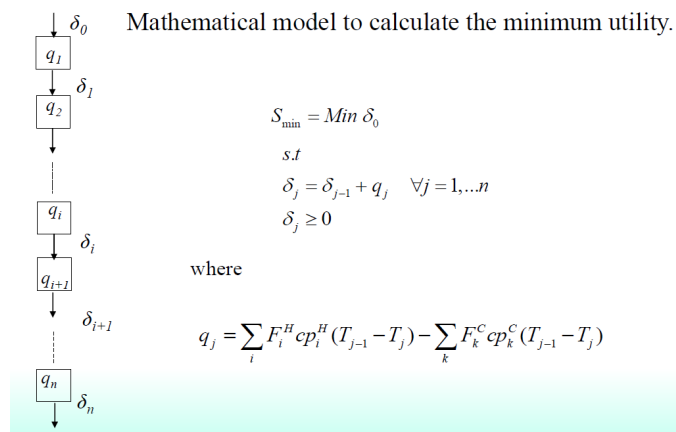 Mathematical model to calculate the minimum utility.
δ₀
q₁
δ₁
q₂
qᵢ
δᵢ
qᵢ₊₁
δᵢ₊₁
qₙ
δₙ
S_min = Min δ₀
s.t
δⱼ = δⱼ₋₁ + qⱼ ∀j = 1,...n
δⱼ ≥ 0
where
qⱼ = ∑ᵢ Fᵢᴴ cpᵢᴴ (Tⱼ₋₁ − Tⱼ) − ∑ₖ Fₖᶜ cpₖᶜ (Tⱼ₋₁ − Tⱼ)